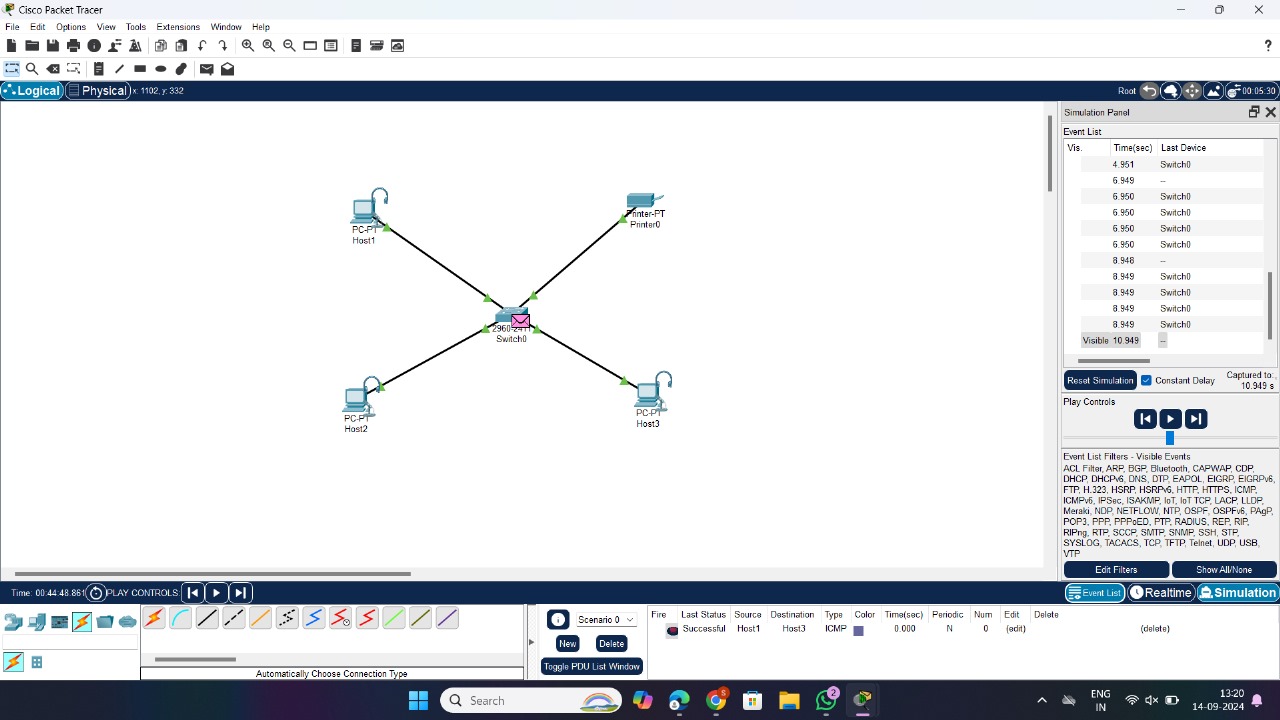 Cisco Packet Tracer
File Edit Options View Tools Extensions Window Help
?
Logical Physical x: 1102, y: 332 Root 00:05:30
Simulation Panel
Event List
Vis. Time(sec) Last Device
4.951 Switch0
6.949 --
6.950 Switch0
6.950 Switch0
6.950 Switch0
6.950 Switch0
8.948 --
8.949 Switch0
8.949 Switch0
8.949 Switch0
8.949 Switch0
Visible 10.949 --
Reset Simulation Constant Delay Captured to:
10.949 s
Play Controls
Event List Filters - Visible Events
ACL Filter, ARP, BGP, Bluetooth, CAPWAP, CDP,
DHCP, DHCPv6, DNS, DTP, EAPOL, EIGRP, EIGRPv6,
FTP, H.323, HSRP, HSRPv6, HTTP, HTTPS, ICMP,
ICMPv6, IPSec, ISAKMP, IoT, IoT TCP, LACP, LLDP,
Meraki, NDP, NETFLOW, NTP, OSPF, OSPFv6, PAgP,
POP3, PPP, PPPoED, PTP, RADIUS, REP, RIP,
RIPng, RTP, SCCP, SMTP, SNMP, SSH, STP,
SYSLOG, TACACS, TCP, TFTP, Telnet, UDP, USB,
VTP
Edit Filters Show All/None
PC-PT
Host1
Printer-PT
Printer0
Switch0
PC-PT
Host2
PC-PT
Host3
Time: 00:44:48.861 PLAY CONTROLS: Event List Realtime Simulation
Automatically Choose Connection Type
Scenario 0
New Delete
Toggle PDU List Window
Fire Last Status Source Destination Type Color Time(sec) Periodic Num Edit Delete
Successful Host1 Host3 ICMP 0.000 N 0 (edit) (delete)
Search
S
2
ENG
IN
13:20
14-09-2024